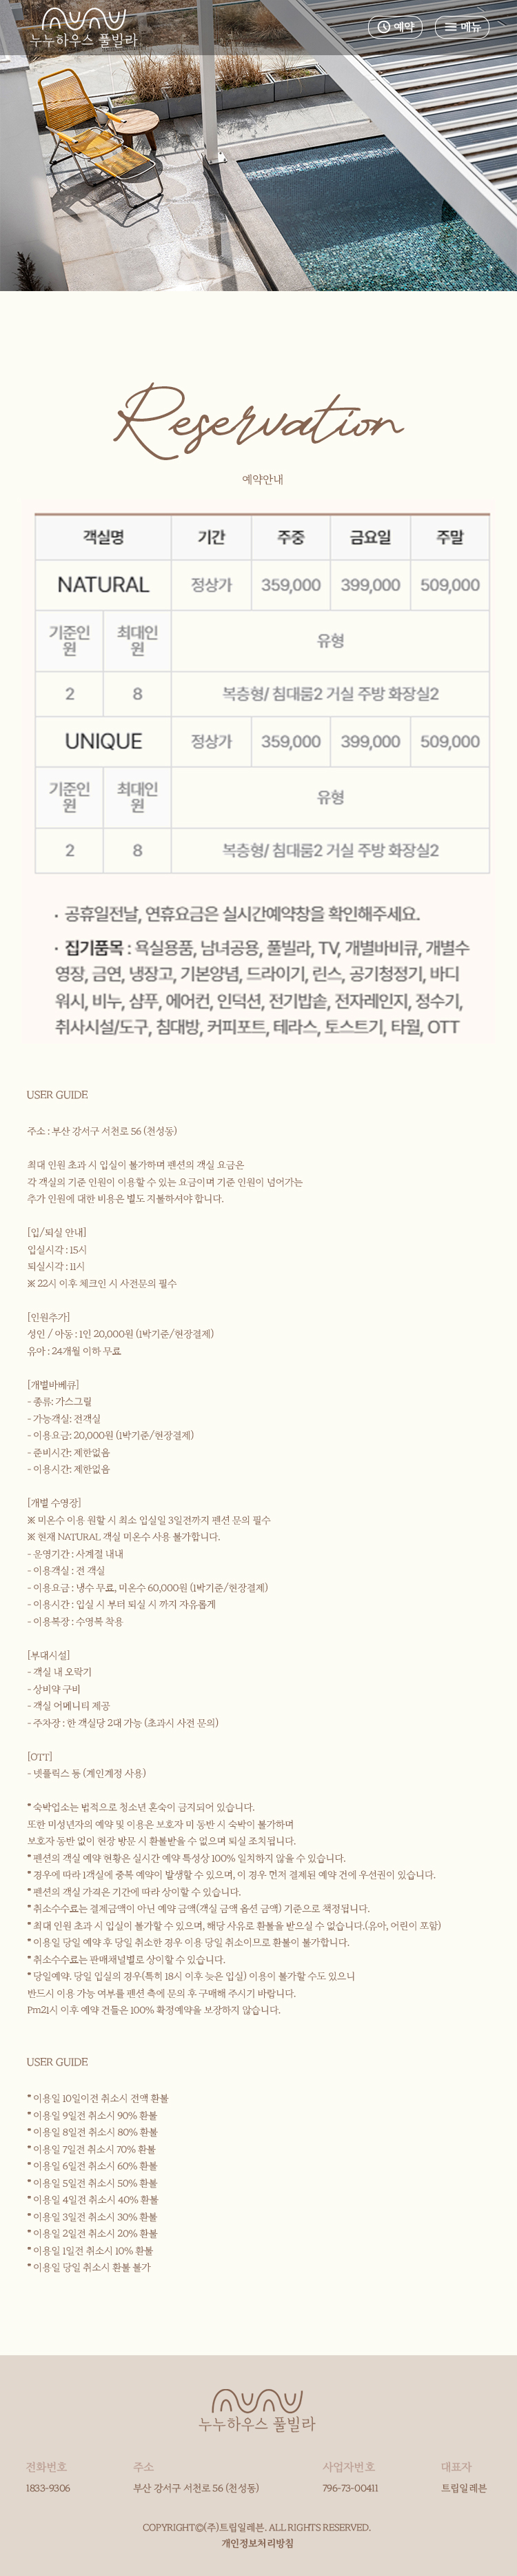 누누하우스 풀빌라
예약
메뉴
Reservation
예약안내
객실명 기간 주중 금요일 주말
NATURAL 정상가 359,000 399,000 509,000
기준인원 최대인원 유형
2 8 복층형/ 침대룸2 거실 주방 화장실2
UNIQUE 정상가 359,000 399,000 509,000
기준인원 최대인원 유형
2 8 복층형/ 침대룸2 거실 주방 화장실2
· 공휴일전날, 연휴요금은 실시간예약창을 확인해주세요.
· 집기품목 : 욕실용품, 남녀공용, 풀빌라, TV, 개별바비큐, 개별수
영장, 금연, 냉장고, 기본양념, 드라이기, 린스, 공기청정기, 바디
워시, 비누, 샴푸, 에어컨, 인덕션, 전기밥솥, 전자레인지, 정수기,
취사시설/도구, 침대방, 커피포트, 테라스, 토스트기, 타월, OTT
USER GUIDE
주소 : 부산 강서구 서천로 56 (천성동)
최대 인원 초과 시 입실이 불가하며 펜션의 객실 요금은
각 객실의 기준 인원이 이용할 수 있는 요금이며 기준 인원이 넘어가는
추가 인원에 대한 비용은 별도 지불하셔야 합니다.
[입/퇴실 안내]
입실시각 : 15시
퇴실시각 : 11시
※ 22시 이후 체크인 시 사전문의 필수
[인원추가]
성인 / 아동 : 1인 20,000원 (1박기준/현장결제)
유아 : 24개월 이하 무료
[개별바베큐]
- 종류: 가스그릴
- 가능객실: 전객실
- 이용요금: 20,000원 (1박기준/현장결제)
- 준비시간: 제한없음
- 이용시간: 제한없음
[개별 수영장]
※ 미온수 이용 원할 시 최소 입실일 3일전까지 펜션 문의 필수
※ 현재 NATURAL 객실 미온수 사용 불가합니다.
- 운영기간 : 사계절 내내
- 이용객실 : 전 객실
- 이용요금 : 냉수 무료, 미온수 60,000원 (1박기준/현장결제)
- 이용시간 : 입실 시 부터 퇴실 시 까지 자유롭게
- 이용복장 : 수영복 착용
[부대시설]
- 객실 내 오락기
- 상비약 구비
- 객실 어메니티 제공
- 주차장 : 한 객실당 2대 가능 (초과시 사전 문의)
[OTT]
- 넷플릭스 등 (개인계정 사용)
* 숙박업소는 법적으로 청소년 혼숙이 금지되어 있습니다.
또한 미성년자의 예약 및 이용은 보호자 미 동반 시 숙박이 불가하며
보호자 동반 없이 현장 방문 시 환불받을 수 없으며 퇴실 조치됩니다.
* 펜션의 객실 예약 현황은 실시간 예약 특성상 100% 일치하지 않을 수 있습니다.
* 경우에 따라 1객실에 중복 예약이 발생할 수 있으며, 이 경우 먼저 결제된 예약 건에 우선권이 있습니다.
* 펜션의 객실 가격은 기간에 따라 상이할 수 있습니다.
* 취소수수료는 결제금액이 아닌 예약 금액(객실 금액 옵션 금액) 기준으로 책정됩니다.
* 최대 인원 초과 시 입실이 불가할 수 있으며, 해당 사유로 환불을 받으실 수 없습니다.(유아, 어린이 포함)
* 이용일 당일 예약 후 당일 취소한 경우 이용 당일 취소이므로 환불이 불가합니다.
* 취소수수료는 판매채널별로 상이할 수 있습니다.
* 당일예약. 당일 입실의 경우(특히 18시 이후 늦은 입실) 이용이 불가할 수도 있으니
반드시 이용 가능 여부를 펜션 측에 문의 후 구매해 주시기 바랍니다.
Pm21시 이후 예약 건들은 100% 확정예약을 보장하지 않습니다.
USER GUIDE
* 이용일 10일이전 취소시 전액 환불
* 이용일 9일전 취소시 90% 환불
* 이용일 8일전 취소시 80% 환불
* 이용일 7일전 취소시 70% 환불
* 이용일 6일전 취소시 60% 환불
* 이용일 5일전 취소시 50% 환불
* 이용일 4일전 취소시 40% 환불
* 이용일 3일전 취소시 30% 환불
* 이용일 2일전 취소시 20% 환불
* 이용일 1일전 취소시 10% 환불
* 이용일 당일 취소시 환불 불가
누누하우스 풀빌라
전화번호 주소 사업자번호 대표자
1833-9306 부산 강서구 서천로 56 (천성동) 796-73-00411 트립일레븐
COPYRIGHT©(주)트립일레븐. ALL RIGHTS RESERVED.
개인정보처리방침